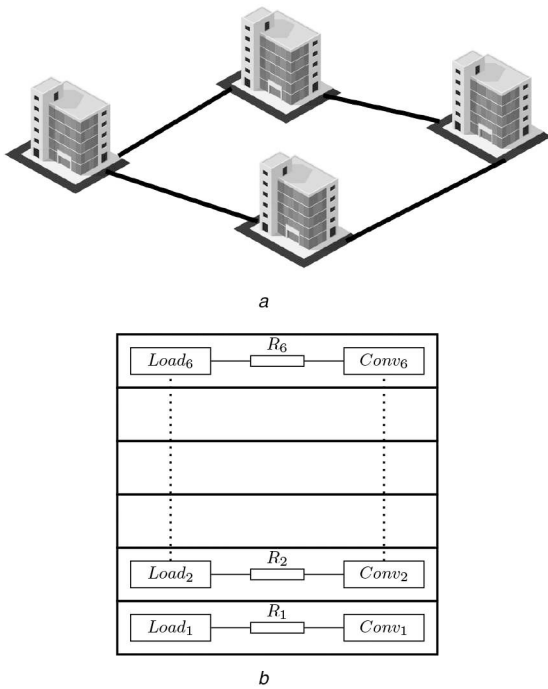 a
R₆
Load₆ Conv₆
R₂
Load₂ Conv₂
R₁
Load₁ Conv₁
b